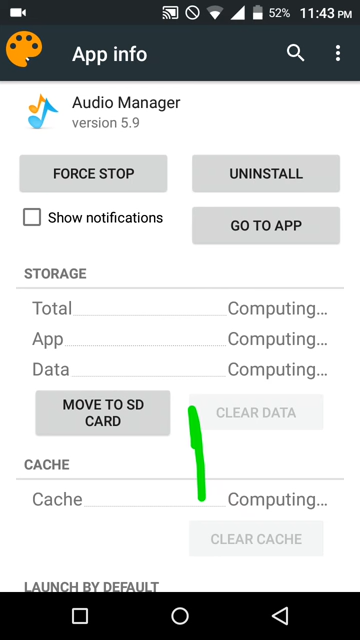 52% 11:43 PM
App info
Audio Manager
version 5.9
FORCE STOP
UNINSTALL
Show notifications
GO TO APP
STORAGE
Total Computing...
App Computing...
Data Computing...
MOVE TO SD
CARD
CLEAR DATA
CACHE
Cache Computing...
CLEAR CACHE
LAUNCH BY DEFAULT